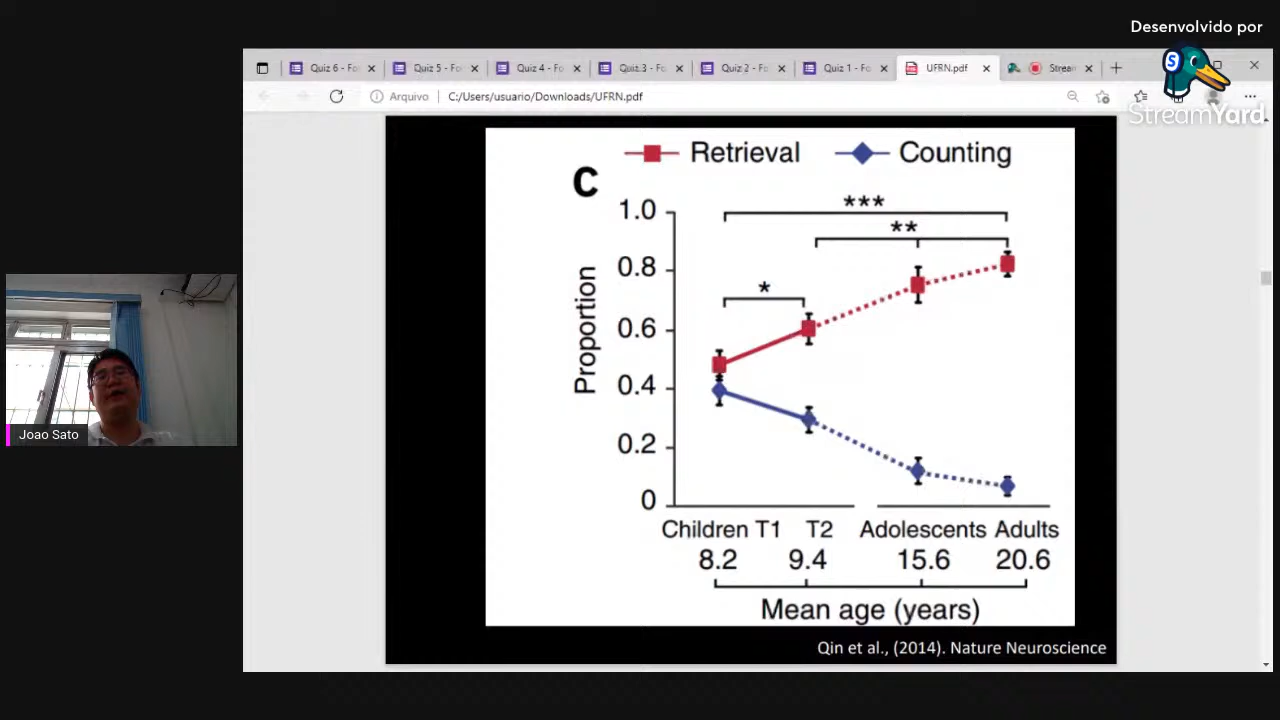 Desenvolvido por
StreamYard
Quiz 6 - Fo
Quiz 5 - Fo
Quiz 4 - Fo
Quiz 3 - Fo
Quiz 2 - Fo
Quiz 1 - Fo
UFRN.pdf
Strean
Arquivo
C:/Users/usuario/Downloads/UFRN.pdf
Retrieval
Counting
C
1.0
***
**
0.8
*
0.6
0.4
0.2
0
Proportion
Children T1 T2 Adolescents Adults
8.2 9.4 15.6 20.6
Mean age (years)
Qin et al., (2014). Nature Neuroscience
Joao Sato